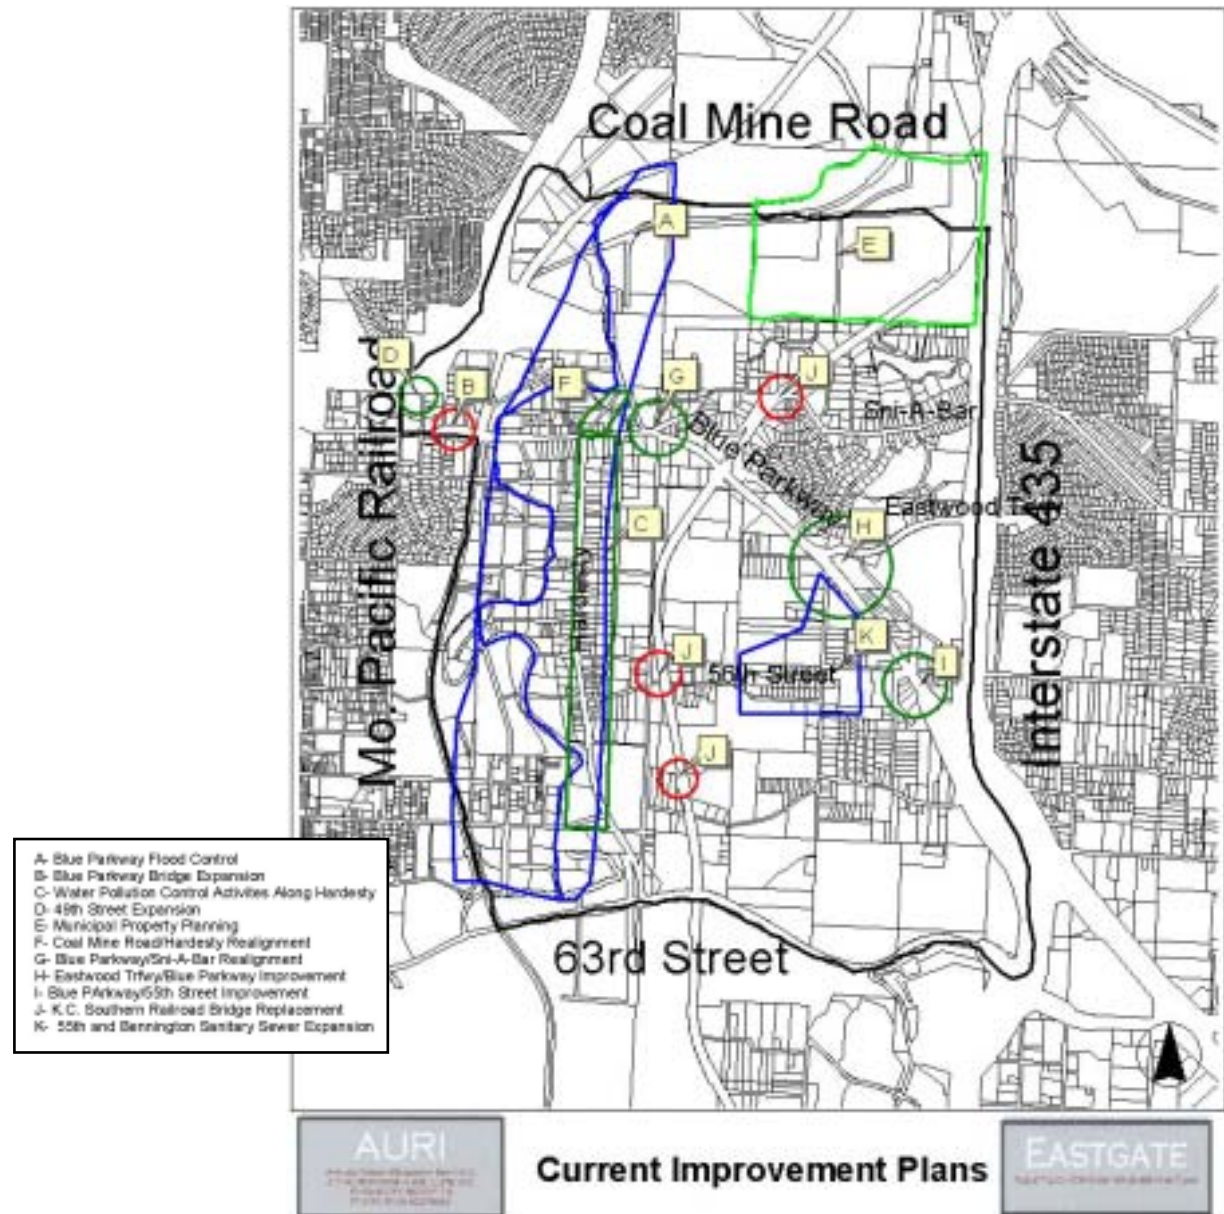 Coal Mine Road
A
E
D
B
F
G
J
Sni-A-Bar
Blue Parkway
Mo. Pacific Railroad
Interstate 435
Eastwood
H
C
Hardesty
K
J
56th Street
I
J
63rd Street
A- Blue Parkway Flood Control
B- Blue Parkway Bridge Expansion
C- Water Pollution Control Activites Along Hardesty
D- 49th Street Expansion
E- Municipal Property Planning
F- Coal Mine Road/Hardesty Realignment
G- Blue Parkway/Sni-A-Bar Realignment
H- Eastwood Trfwy/Blue Parkway Improvement
I- Blue PArkway/55th Street Improvement
J- K.C. Southern Railroad Bridge Replacement
K- 55th and Bennington Sanitary Sewer Expansion
AURI
Current Improvement Plans
EASTGATE